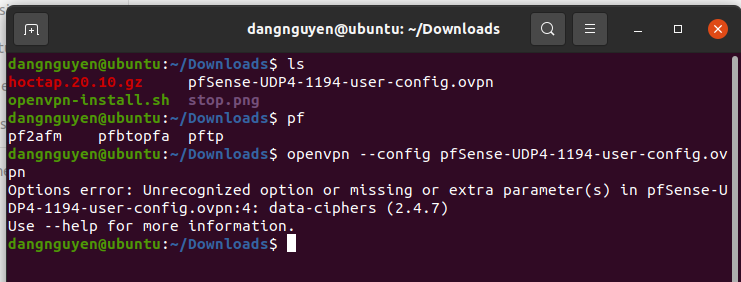 dangnguyen@ubuntu: ~/Downloads
dangnguyen@ubuntu:~/Downloads$ ls
hoctap.20.10.gz pfSense-UDP4-1194-user-config.ovpn
openvpn-install.sh stop.png
dangnguyen@ubuntu:~/Downloads$ pf
pf2afm pfbtopfa pftp
dangnguyen@ubuntu:~/Downloads$ openvpn --config pfSense-UDP4-1194-user-config.ov
pn
Options error: Unrecognized option or missing or extra parameter(s) in pfSense-U
DP4-1194-user-config.ovpn:4: data-ciphers (2.4.7)
Use --help for more information.
dangnguyen@ubuntu:~/Downloads$